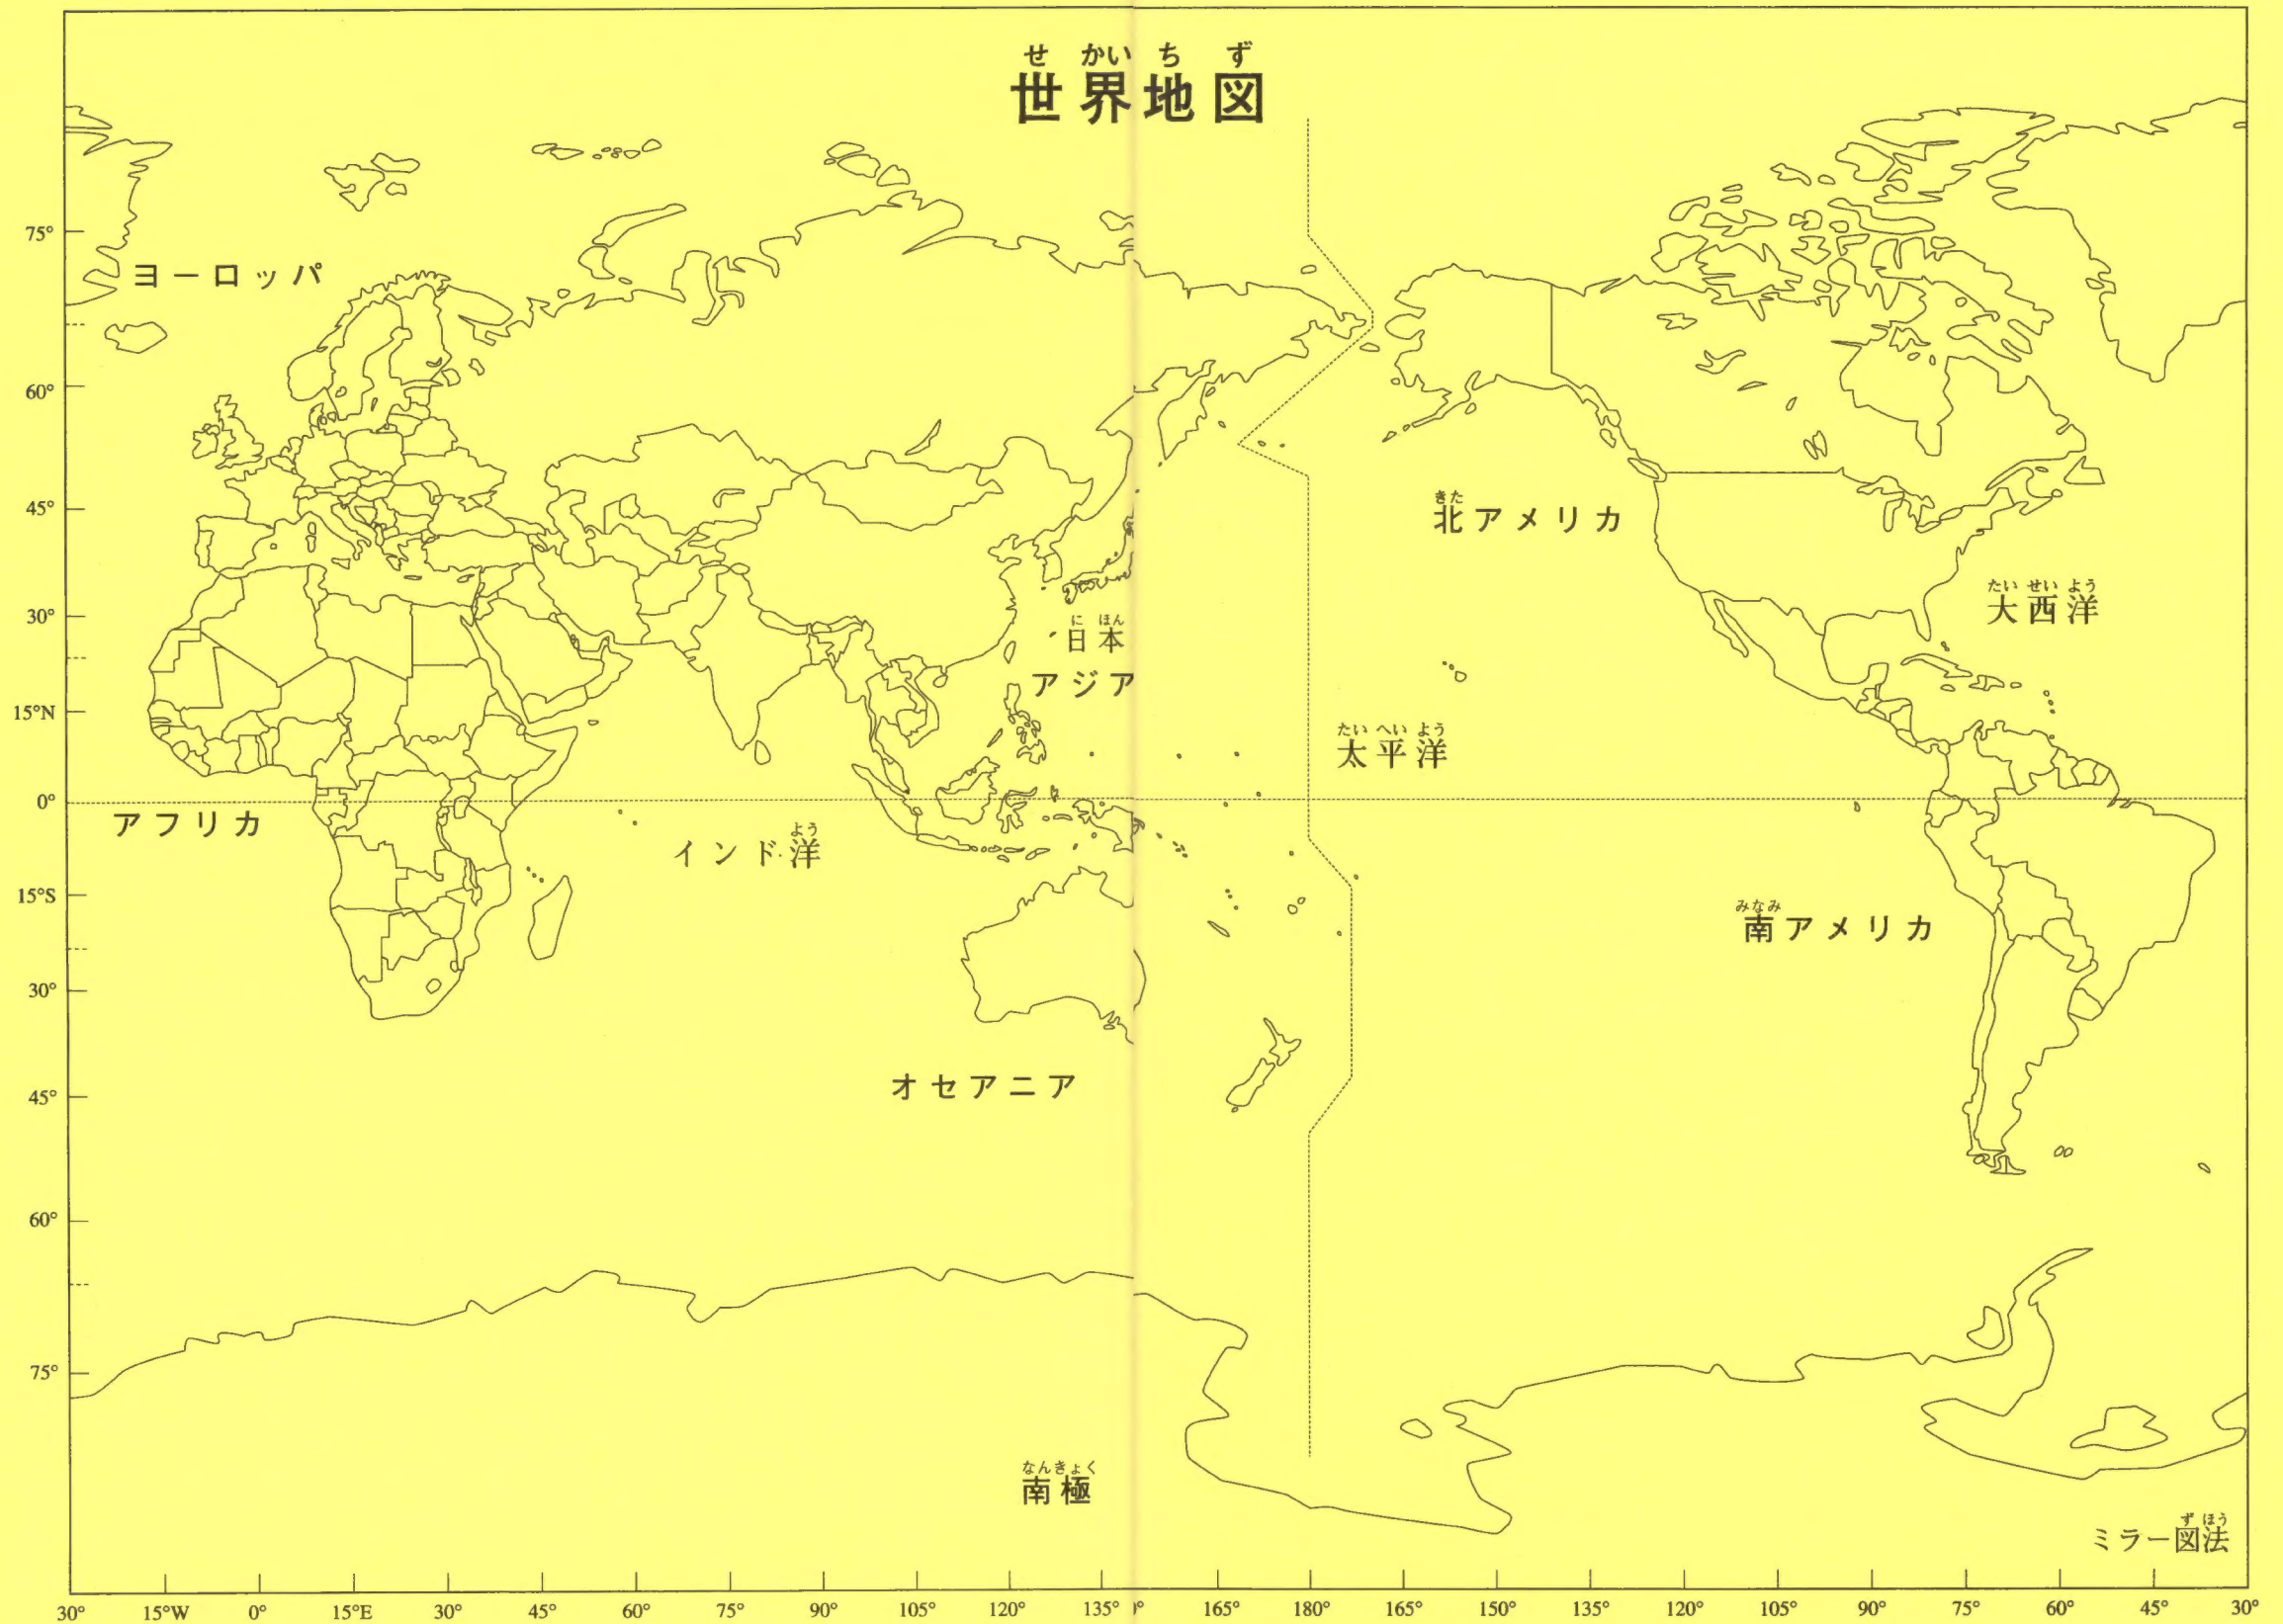 せ かい ち ず
世界地図
75°
ヨーロッパ
60°
45°
きた
北アメリカ
たい せい よう
大西洋
30°
に ほん
日本
アジア
15°N
たい へい よう
太平洋
0°
アフリカ
よう
インド洋
15°S
みなみ
南アメリカ
30°
オセアニア
45°
60°
75°
なんきょく
南極
ず ほう
ミラー図法
30° 15°W 0° 15°E 30° 45° 60° 75° 90° 105° 120° 135° 165° 180° 165° 150° 135° 120° 105° 90° 75° 60° 45° 30°